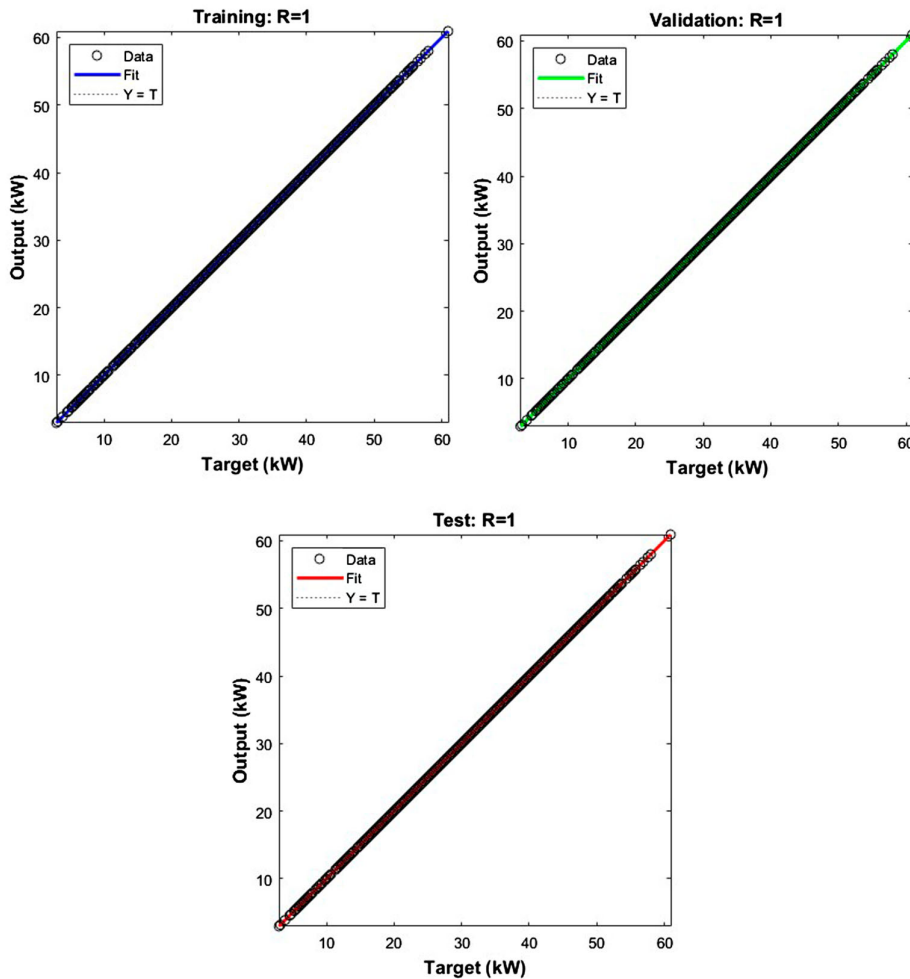 Training: R=1
Data
Fit
Y = T
60
50
40
30
20
10
10 20 30 40 50 60
Output (kW)
Target (kW)
Validation: R=1
Data
Fit
Y = T
60
50
40
30
20
10
10 20 30 40 50 60
Output (kW)
Target (kW)
Test: R=1
Data
Fit
Y = T
60
50
40
30
20
10
10 20 30 40 50 60
Output (kW)
Target (kW)